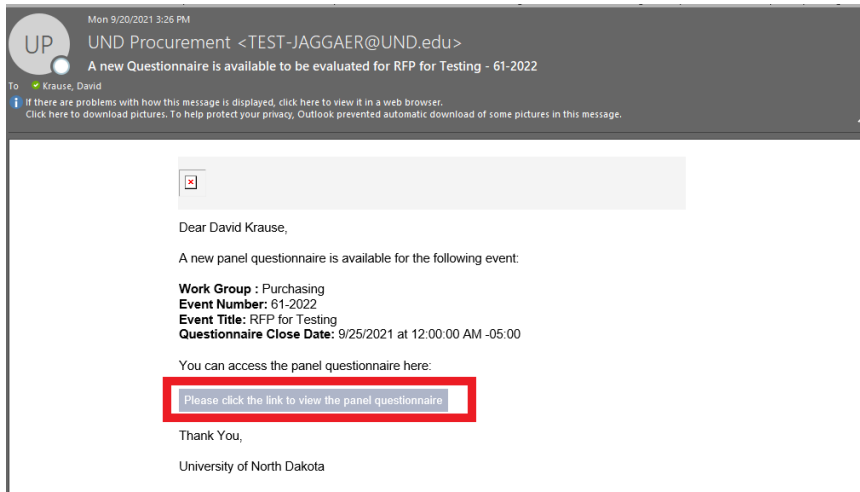 Mon 9/20/2021 3:26 PM
UP
UND Procurement <TEST-JAGGAER@UND.edu>
A new Questionnaire is available to be evaluated for RFP for Testing - 61-2022
To Krause, David
If there are problems with how this message is displayed, click here to view it in a web browser.
Click here to download pictures. To help protect your privacy, Outlook prevented automatic download of some pictures in this message.
Dear David Krause,
A new panel questionnaire is available for the following event:
Work Group : Purchasing
Event Number: 61-2022
Event Title: RFP for Testing
Questionnaire Close Date: 9/25/2021 at 12:00:00 AM -05:00
You can access the panel questionnaire here:
Please click the link to view the panel questionnaire
Thank You,
University of North Dakota